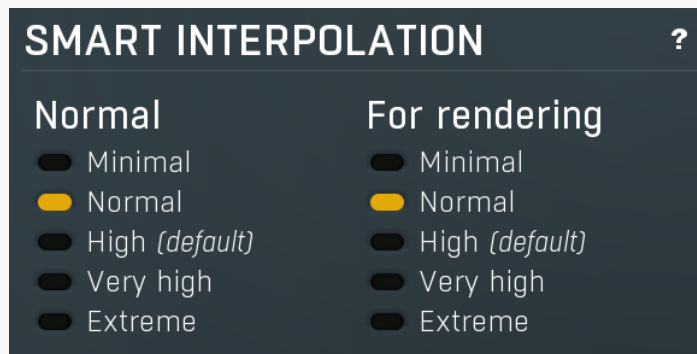 SMART INTERPOLATION ?
Normal
Minimal
Normal
High (default)
Very high
Extreme
For rendering
Minimal
Normal
High (default)
Very high
Extreme